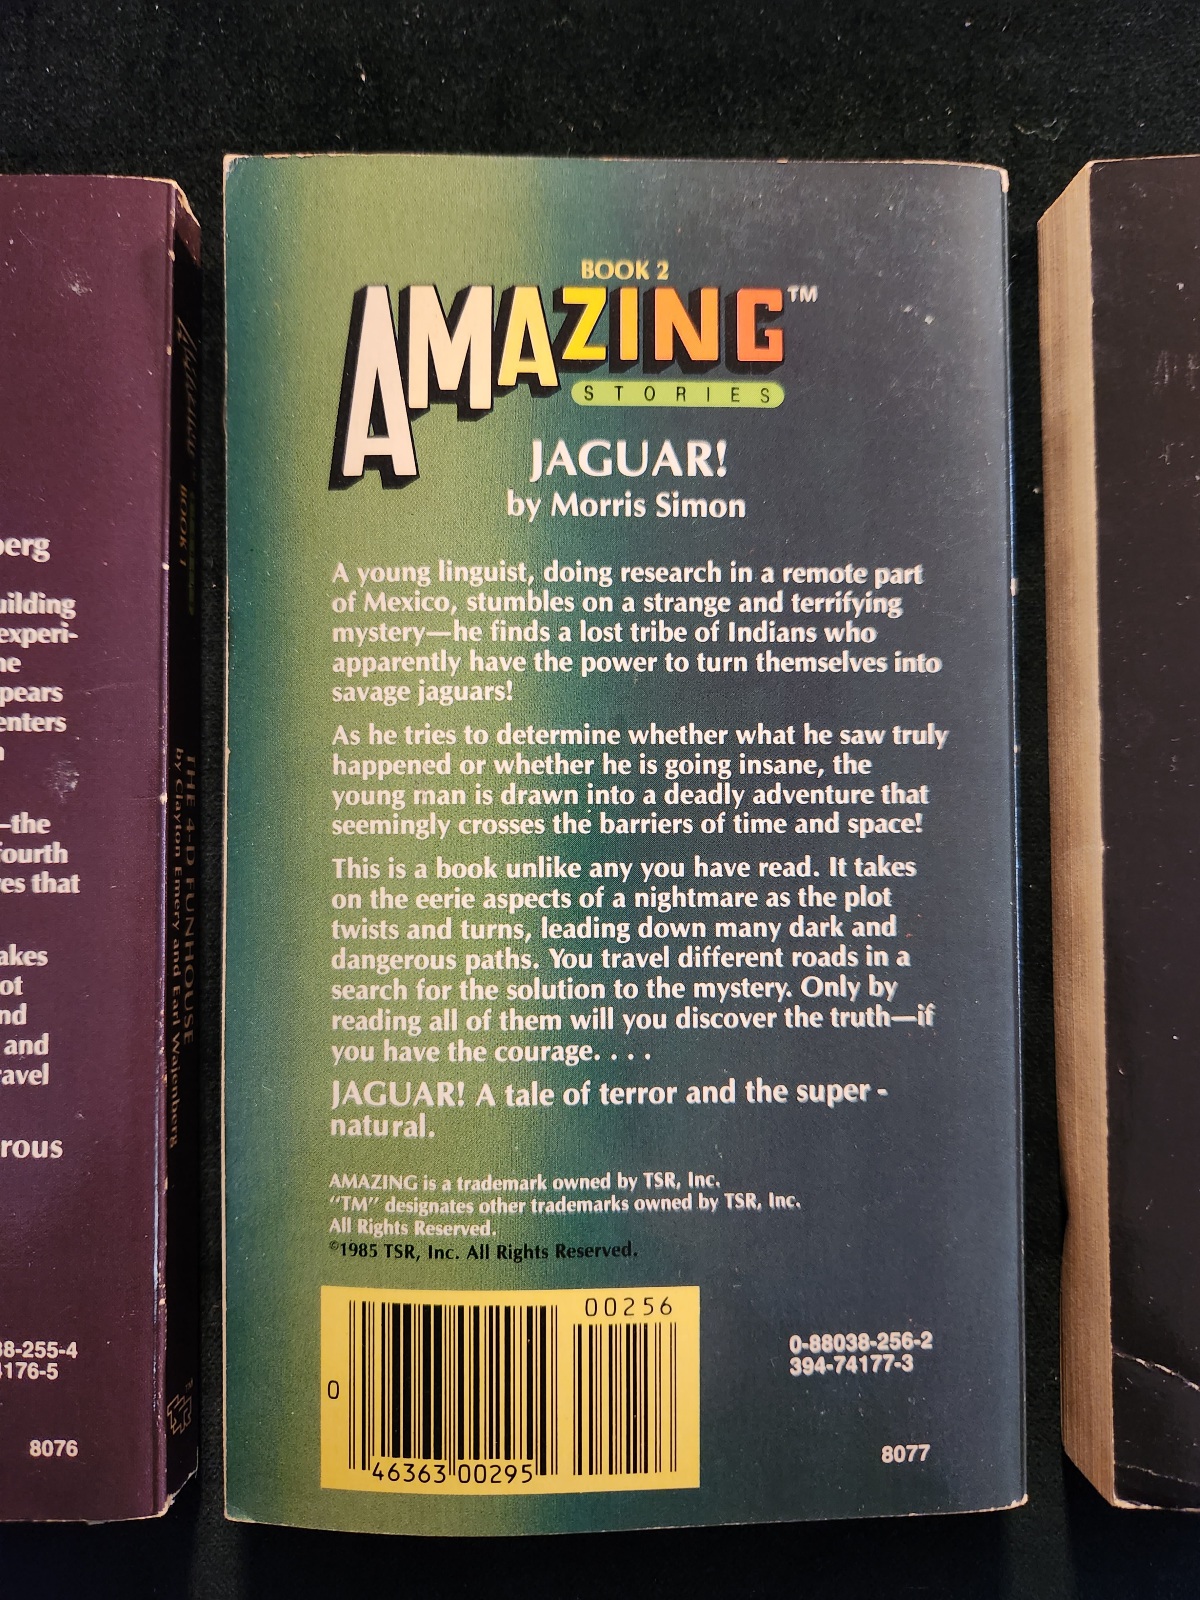 berg
uilding
experi-
ne
pears
enters
n
–the
fourth
res that
akes
ot
nd
and
ravel
rous
8-255-4
4176-5
8076
AMAZING BOOK 1
THE 4-D FUNHOUSE
by Clayton Emery and Earl Wajenberg
BOOK 2
AMAZING™
STORIES
JAGUAR!
by Morris Simon
A young linguist, doing research in a remote part
of Mexico, stumbles on a strange and terrifying
mystery—he finds a lost tribe of Indians who
apparently have the power to turn themselves into
savage jaguars!
As he tries to determine whether what he saw truly
happened or whether he is going insane, the
young man is drawn into a deadly adventure that
seemingly crosses the barriers of time and space!
This is a book unlike any you have read. It takes
on the eerie aspects of a nightmare as the plot
twists and turns, leading down many dark and
dangerous paths. You travel different roads in a
search for the solution to the mystery. Only by
reading all of them will you discover the truth—if
you have the courage. . . .
JAGUAR! A tale of terror and the super-
natural.
AMAZING is a trademark owned by TSR, Inc.
“TM” designates other trademarks owned by TSR, Inc.
All Rights Reserved.
©1985 TSR, Inc. All Rights Reserved.
00256
0
46363 00295
0-88038-256-2
394-74177-3
8077